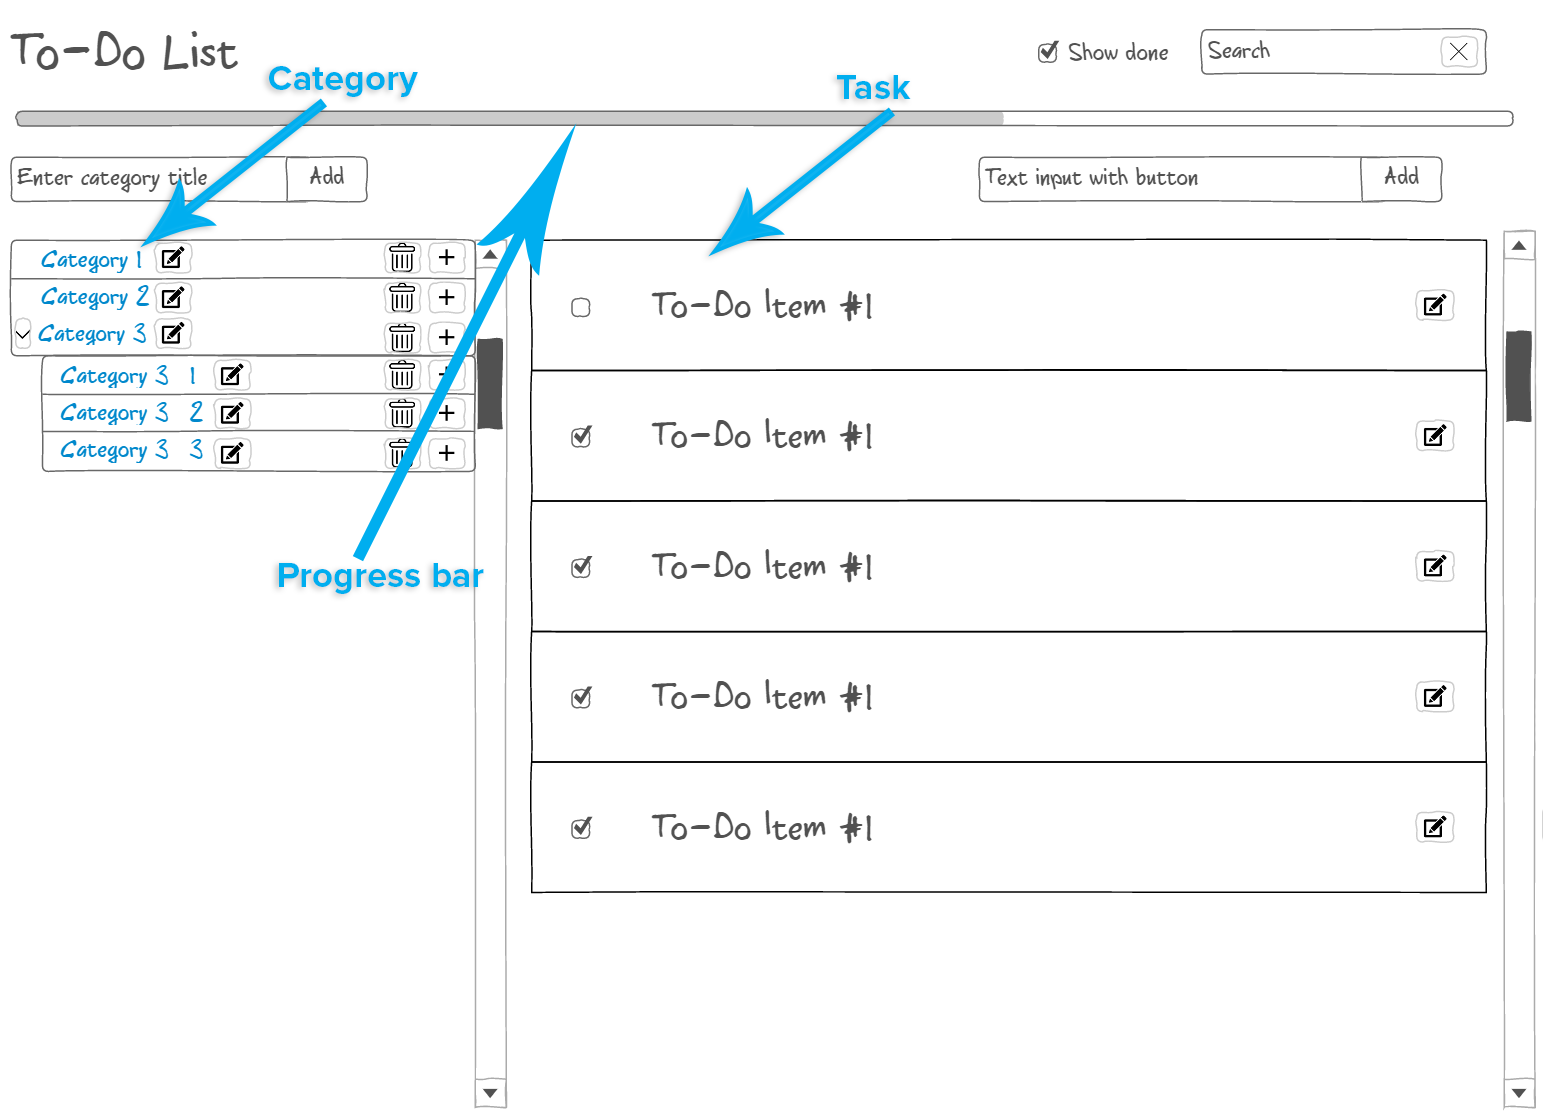 To-Do List
Show done
Search
Category
Task
Enter category title
Add
Text input with button
Add
Category 1
Category 2
Category 3
Category 3 1
Category 3 2
Category 3 3
Progress bar
To-Do Item #1
To-Do Item #1
To-Do Item #1
To-Do Item #1
To-Do Item #1